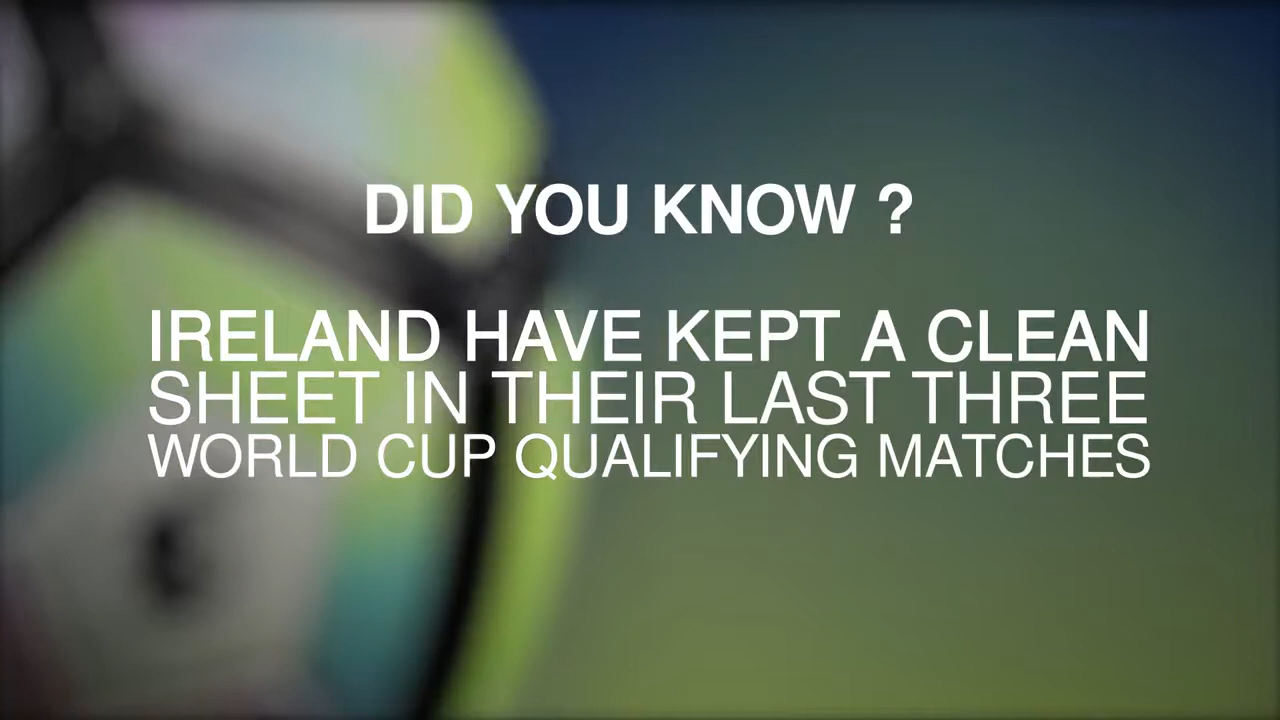 DID YOU KNOW ?
IRELAND HAVE KEPT A CLEAN
SHEET IN THEIR LAST THREE
WORLD CUP QUALIFYING MATCHES